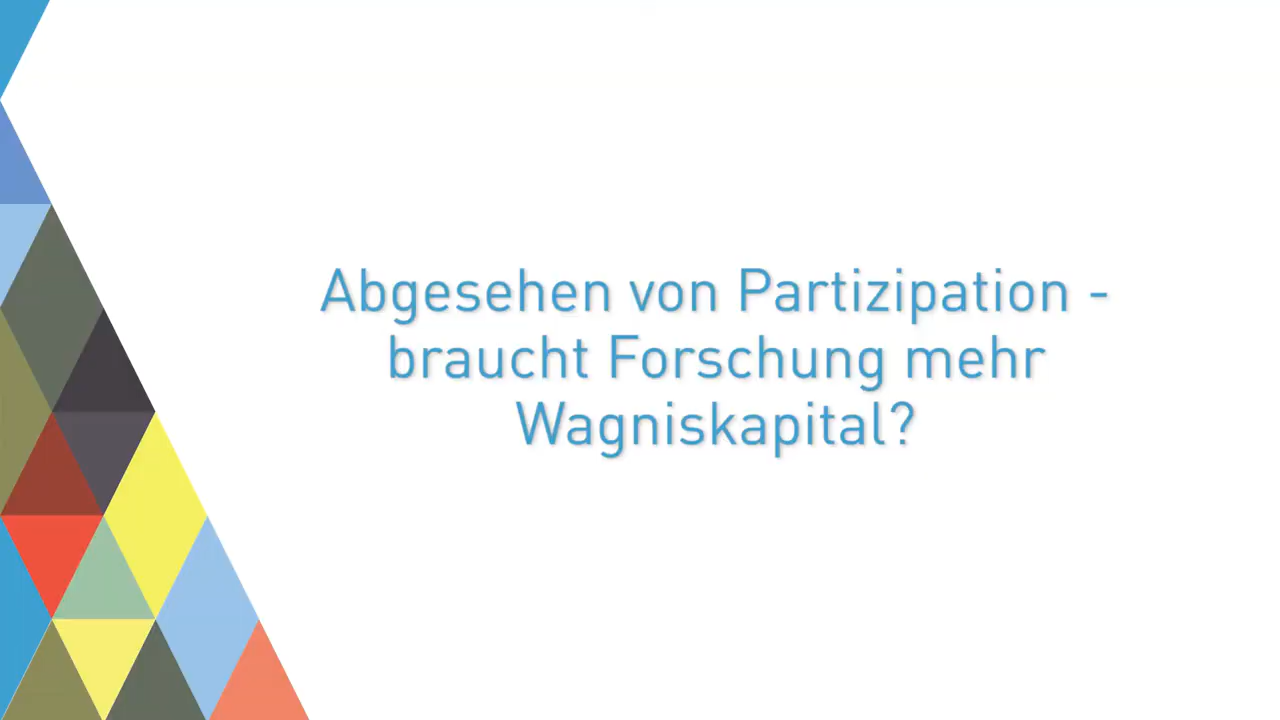 Abgesehen von Partizipation -
braucht Forschung mehr
Wagniskapital?